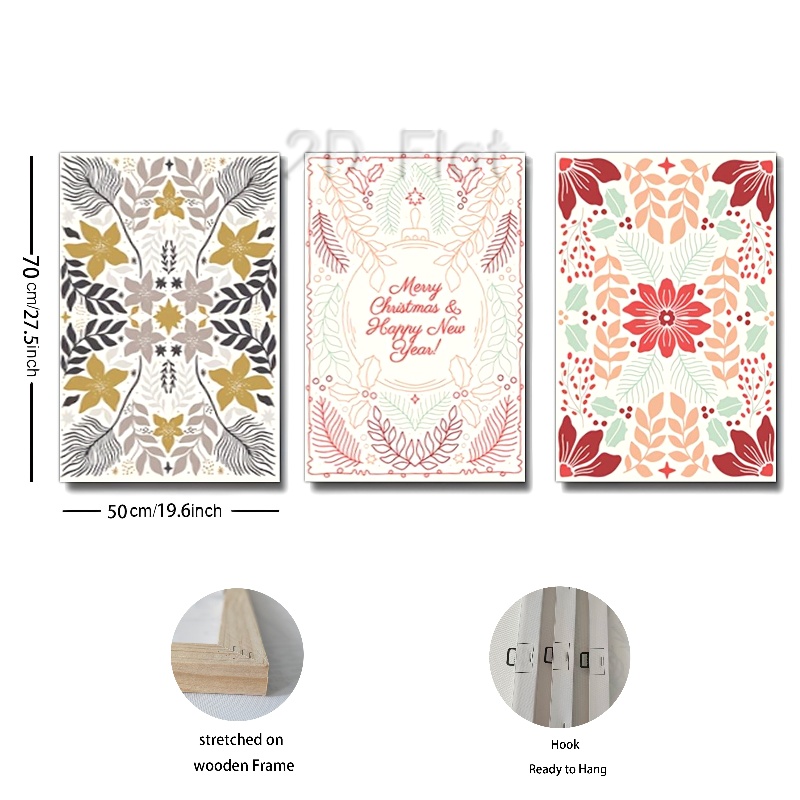 2D Flat
70 cm/27.5inch
Merry
Christmas &
Happy New
Year!
50 cm/19.6inch
stretched on
wooden Frame
Hook
Ready to Hang